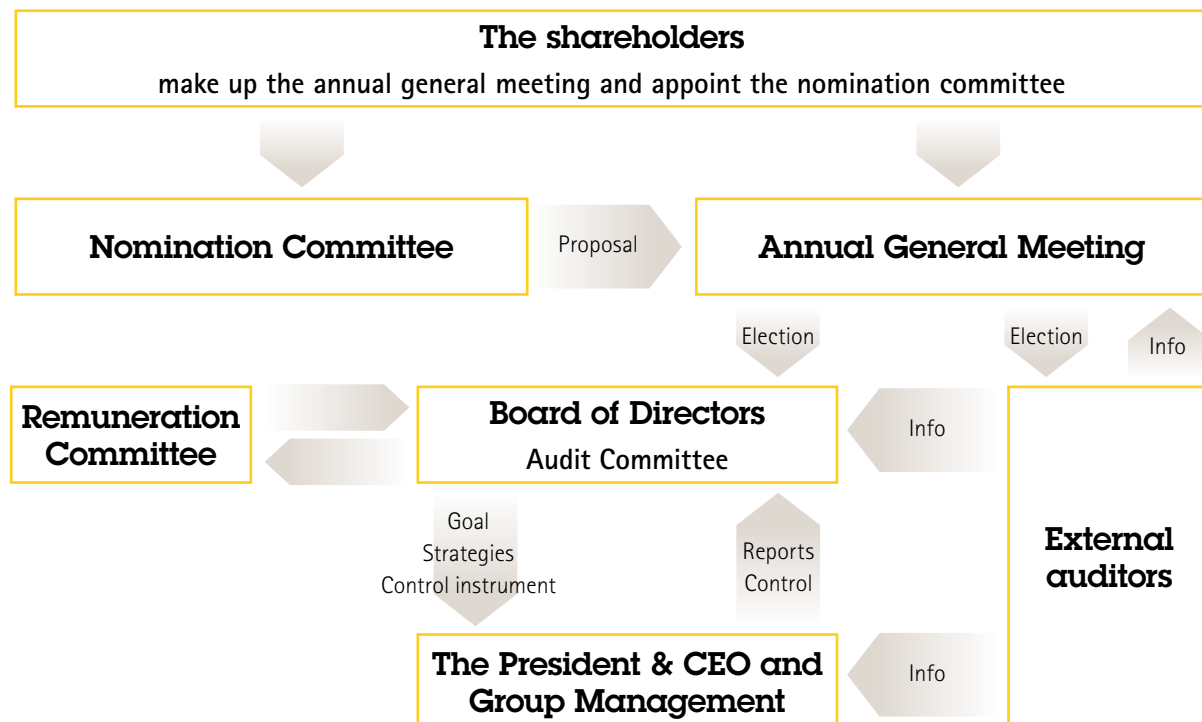 The shareholders
make up the annual general meeting and appoint the nomination committee
Nomination Committee
Proposal
Annual General Meeting
Election
Election
Info
Remuneration
Committee
Board of Directors
Audit Committee
Info
Goal
Strategies
Control instrument
Reports
Control
External
auditors
The President & CEO and
Group Management
Info